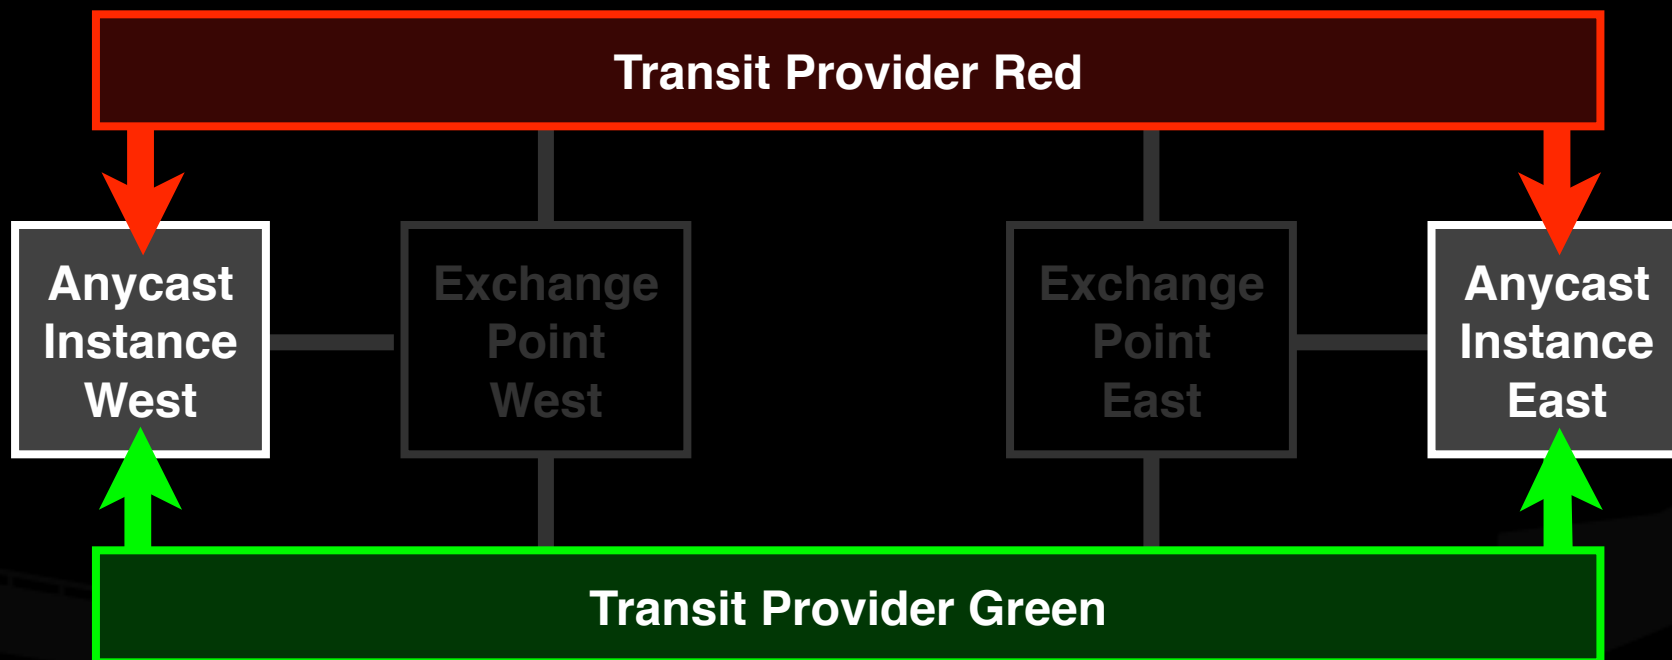 Transit Provider Red
Anycast
Instance
West
Exchange
Point
West
Exchange
Point
East
Anycast
Instance
East
Transit Provider Green